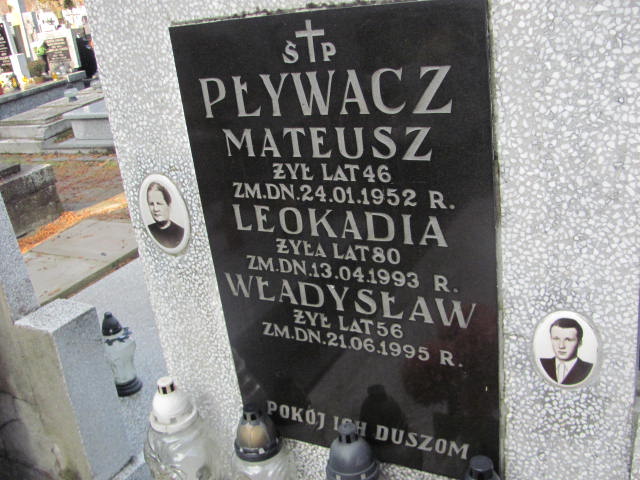 Ś P
PŁYWACZ
MATEUSZ
ŻYŁ LAT 46
ZM.DN.24.01.1952 R.
LEOKADIA
ŻYŁA LAT 80
ZM.DN.13.04.1993 R.
WŁADYSŁAW
ŻYŁ LAT 56
ZM.DN.21.06.1995 R.
POKÓJ ICH DUSZOM